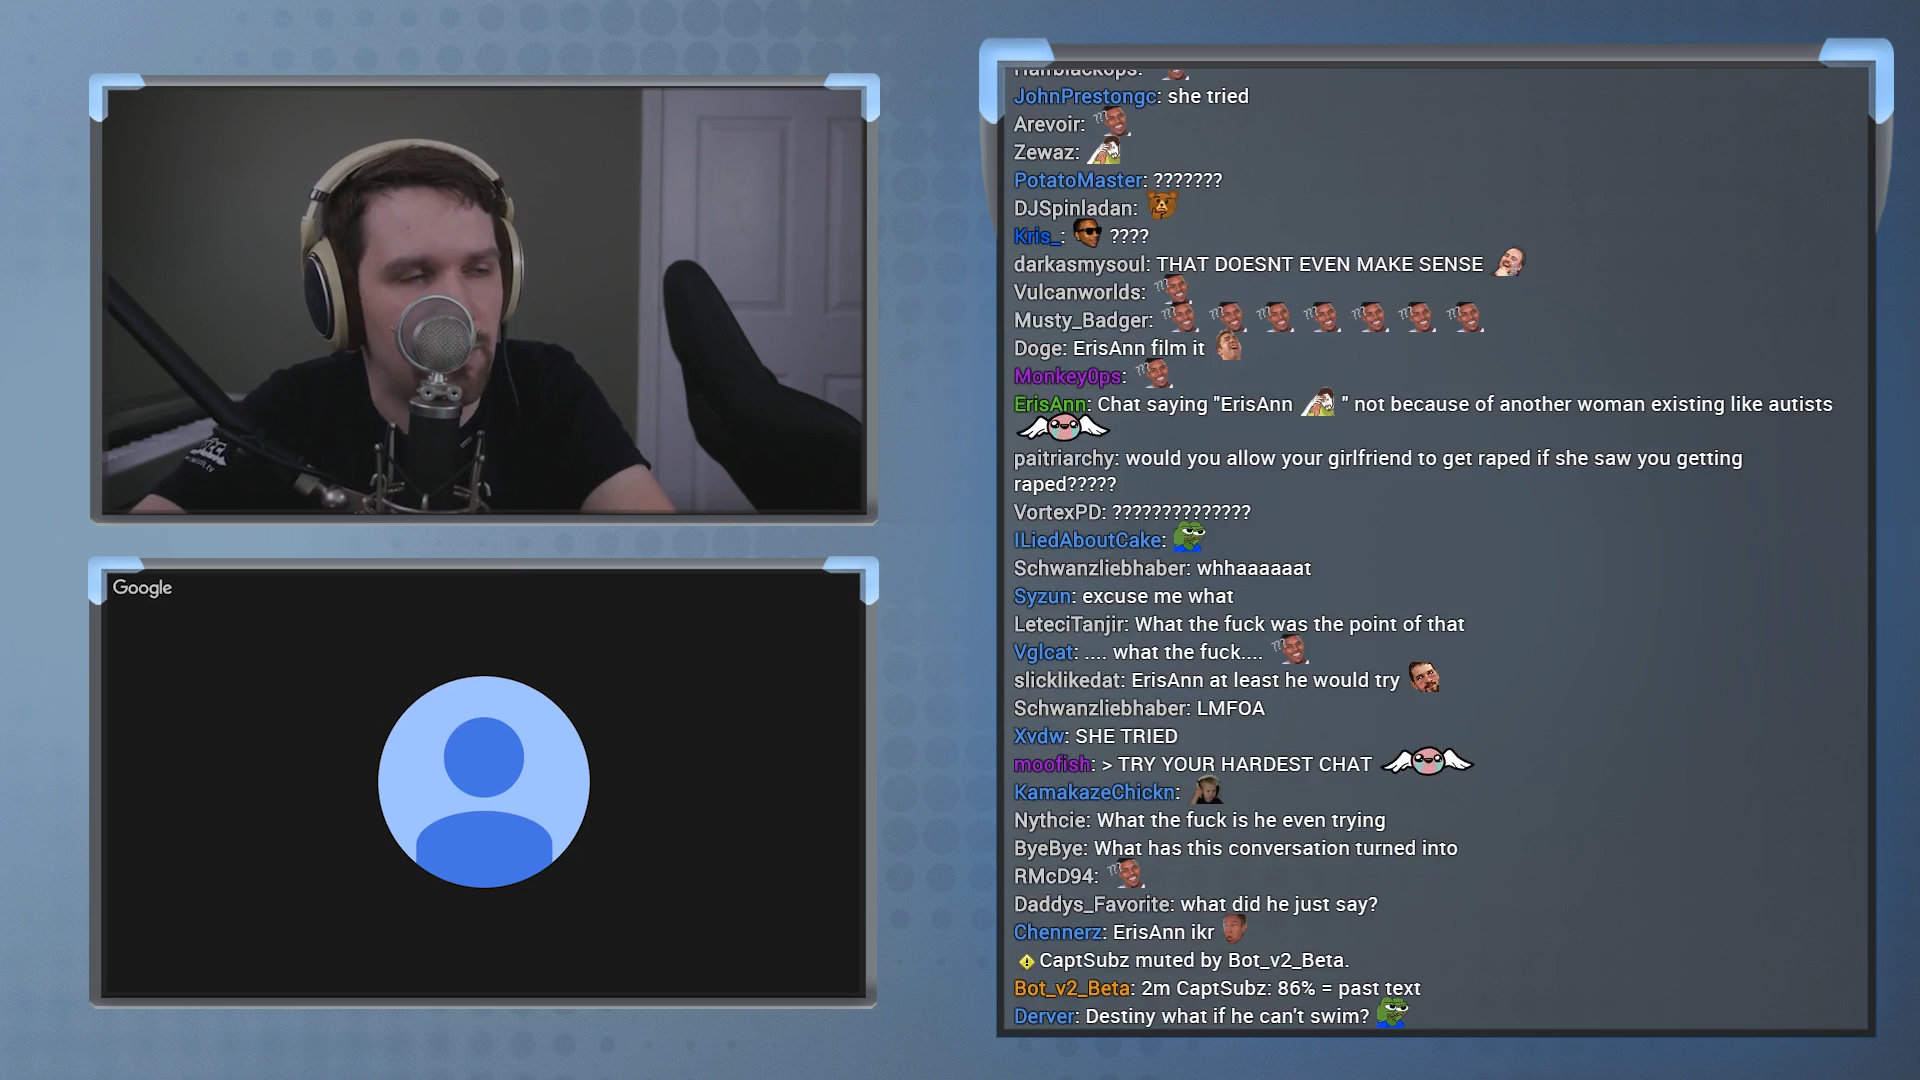 Google
JohnPrestongc: she tried
Arevoir:
Zewaz:
PotatoMaster: ???????
DJSpinladan:
Kris_: ????
darkasmysoul: THAT DOESNT EVEN MAKE SENSE
Vulcanworlds:
Musty_Badger:
Doge: ErisAnn film it
Monkey0ps:
ErisAnn: Chat saying "ErisAnn " not because of another woman existing like autists
paitriarchy: would you allow your girlfriend to get raped if she saw you getting
raped?????
VortexPD: ??????????????
ILiedAboutCake:
Schwanzliebhaber: whhaaaaaat
Syzun: excuse me what
LeteciTanjir: What the fuck was the point of that
Vglcat: .... what the fuck....
slicklikedat: ErisAnn at least he would try
Schwanzliebhaber: LMFOA
Xvdw: SHE TRIED
moofish: > TRY YOUR HARDEST CHAT
KamakazeChickn:
Nythcie: What the fuck is he even trying
ByeBye: What has this conversation turned into
RMcD94:
Daddys_Favorite: what did he just say?
Chennerz: ErisAnn ikr
CaptSubz muted by Bot_v2_Beta.
Bot_v2_Beta: 2m CaptSubz: 86% = past text
Derver: Destiny what if he can't swim?